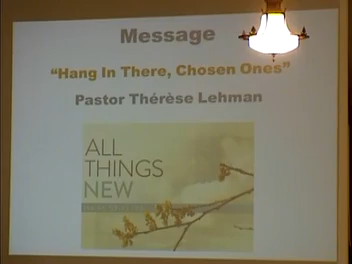 Message
“Hang In There, Chosen Ones”
Pastor Thérèse Lehman
ALL
THINGS
NEW